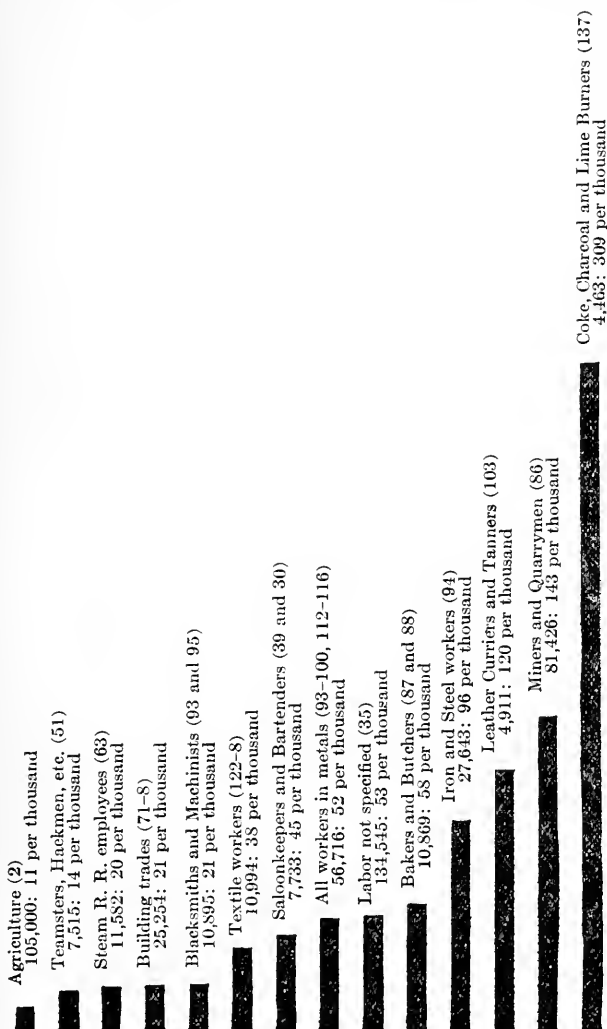 Agriculture (2)
105,000: 11 per thousand
Teamsters, Hackmen, etc. (51)
7,515: 14 per thousand
Steam R. R. employees (63)
11,582: 20 per thousand
Building trades (71-8)
25,254: 21 per thousand
Blacksmiths and Machinists (93 and 95)
10,895: 21 per thousand
Textile workers (122-8)
10,994: 38 per thousand
Saloonkeepers and Bartenders (39 and 30)
7,733: 45 per thousand
All workers in metals (93-100, 112-116)
56,716: 52 per thousand
Labor not specified (35)
134,545: 53 per thousand
Bakers and Butchers (87 and 88)
10,869: 58 per thousand
Iron and Steel workers (94)
27,643: 96 per thousand
Leather Curriers and Tanners (103)
4,911: 120 per thousand
Miners and Quarrymen (86)
81,426: 143 per thousand
Coke, Charcoal and Lime Burners (137)
4,463: 309 per thousand